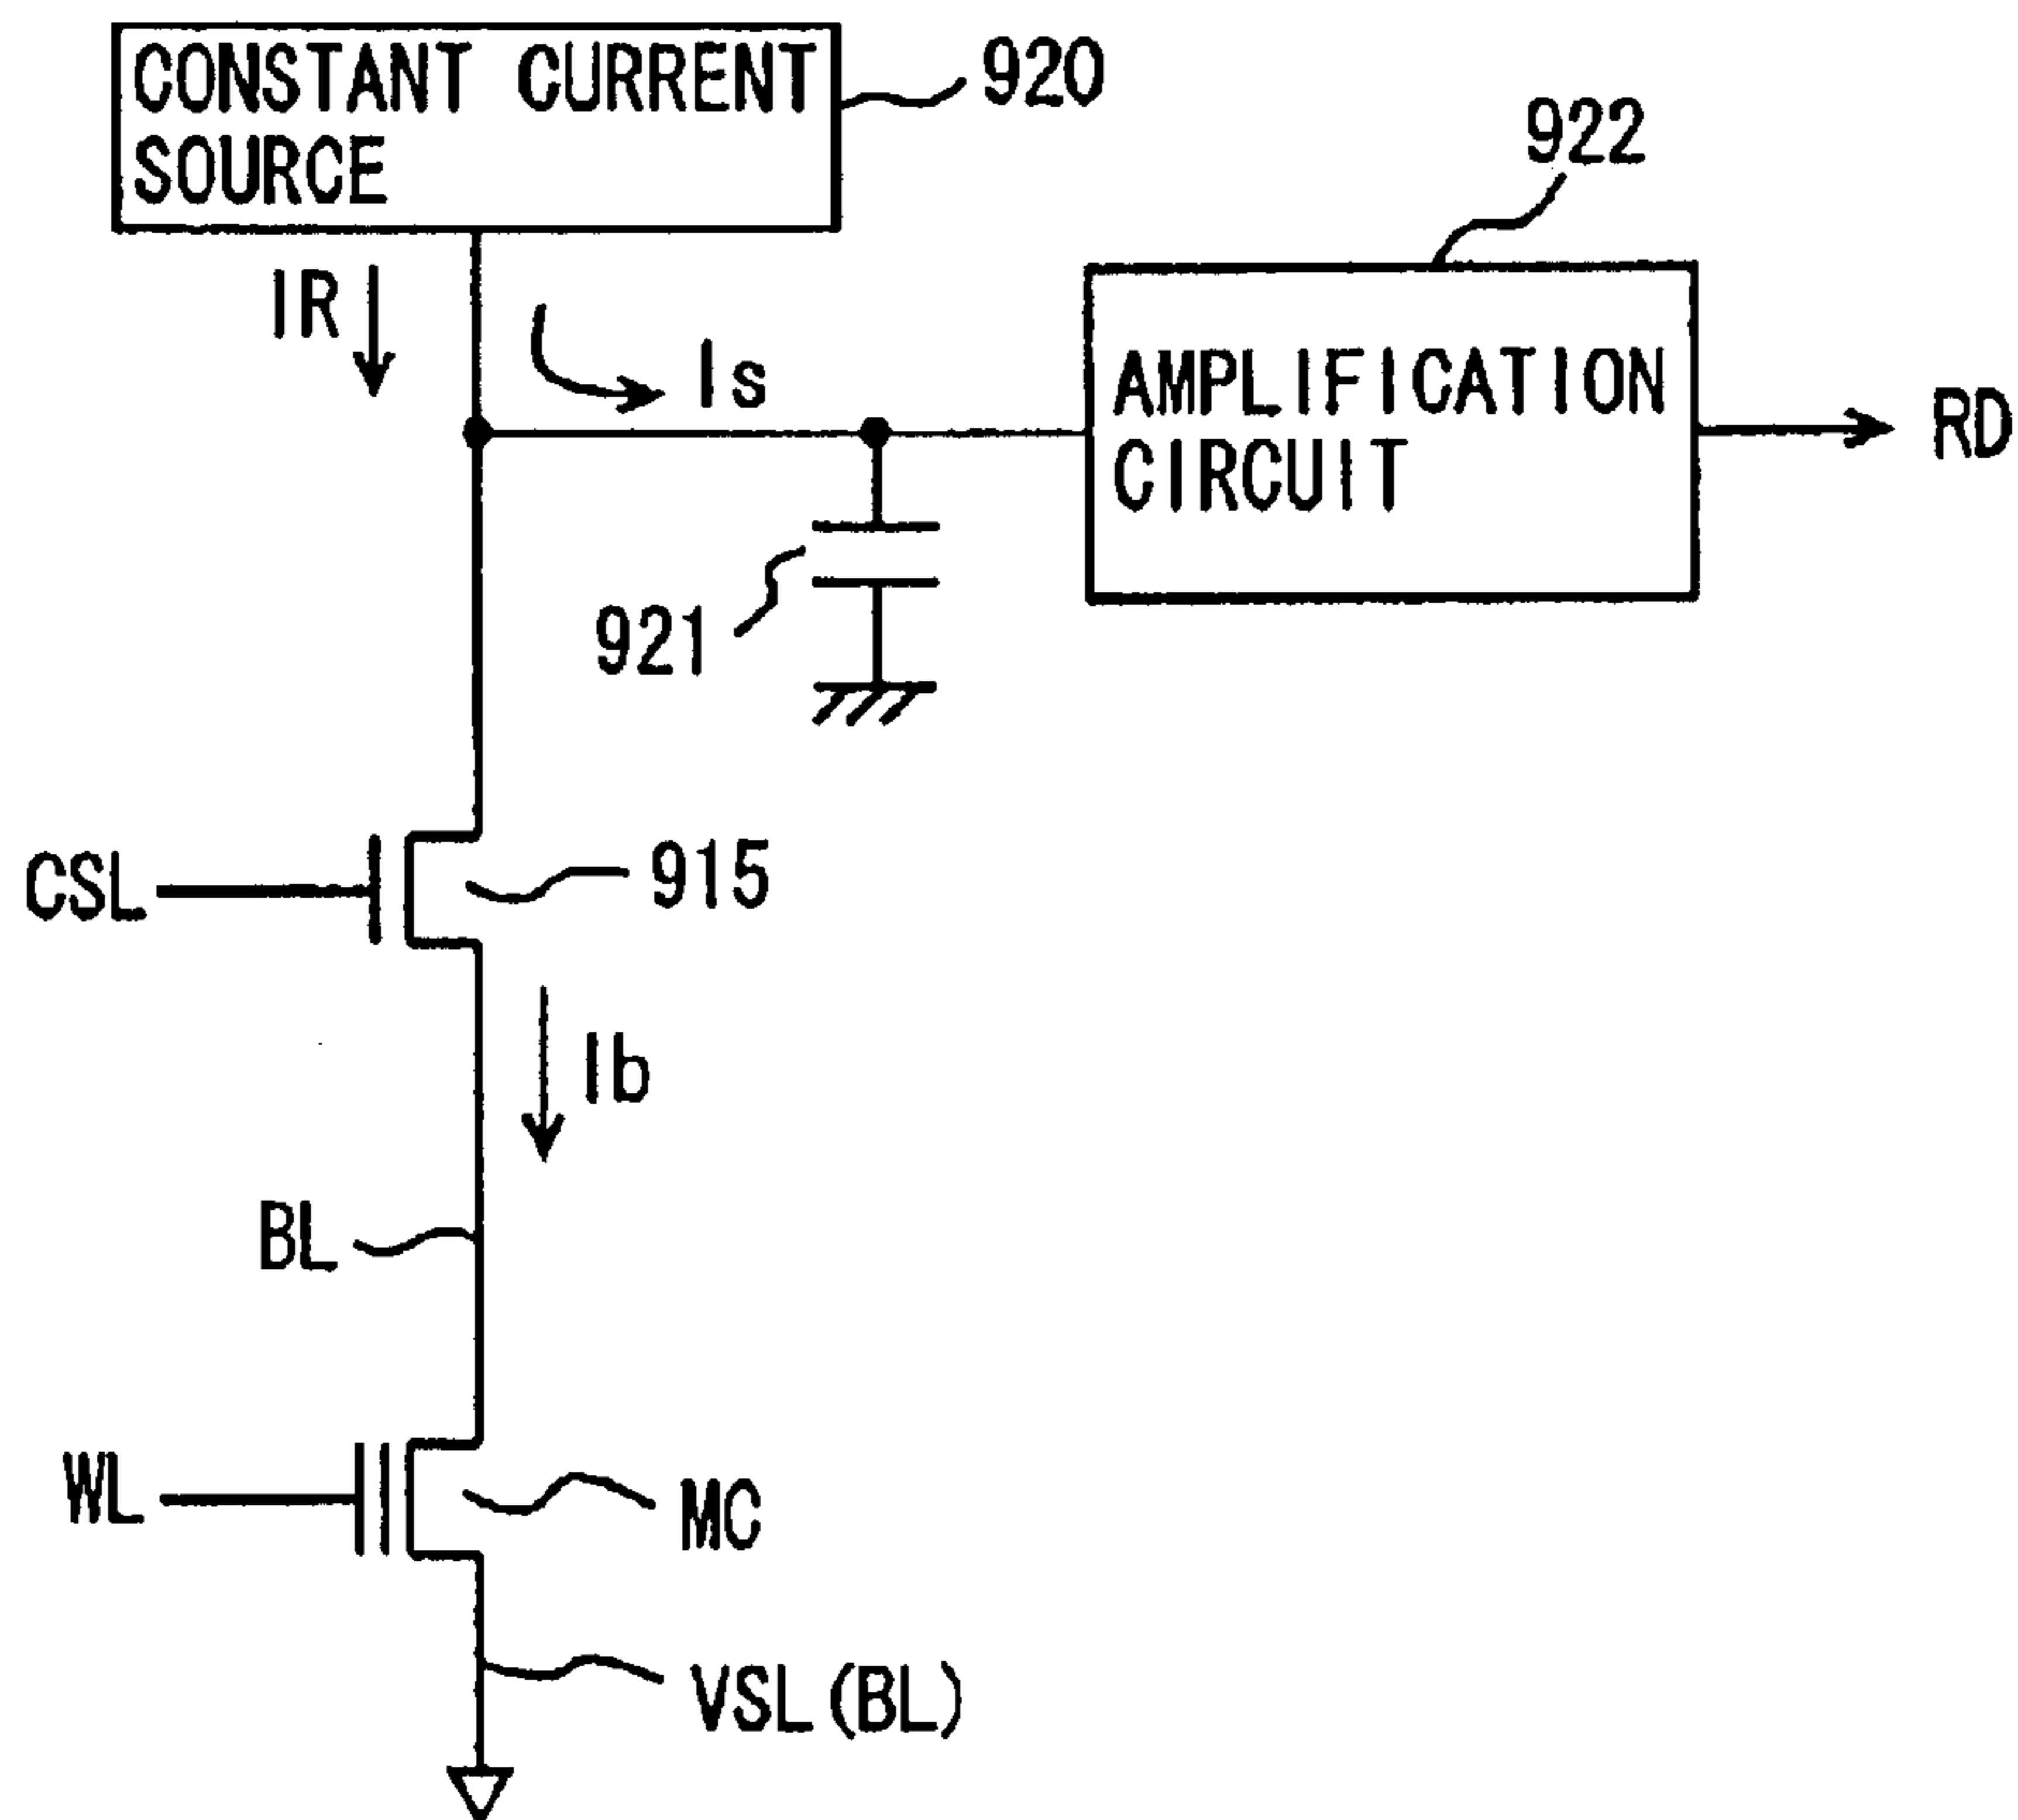 CONSTANT CURRENT
SOURCE
920
922
IR
Is
AMPLIFICATION
CIRCUIT
RD
921
CSL
915
Ib
BL
WL
MC
VSL(BL)